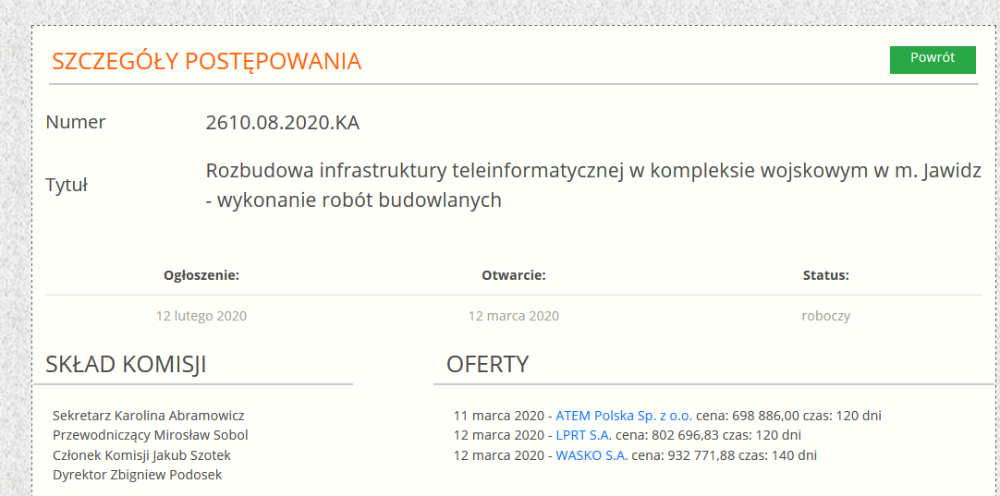 SZCZEGÓŁY POSTĘPOWANIA
Powrót
Numer
2610.08.2020.KA
Tytuł
Rozbudowa infrastruktury teleinformatycznej w kompleksie wojskowym w m. Jawidz
- wykonanie robót budowlanych
Ogłoszenie:
Otwarcie:
Status:
12 lutego 2020
12 marca 2020
roboczy
SKŁAD KOMISJI
Sekretarz Karolina Abramowicz
Przewodniczący Mirosław Sobol
Członek Komisji Jakub Szotek
Dyrektor Zbigniew Podosek
OFERTY
11 marca 2020 - ATEM Polska Sp. z o.o. cena: 698 886,00 czas: 120 dni
12 marca 2020 - LPRT S.A. cena: 802 696,83 czas: 120 dni
12 marca 2020 - WASKO S.A. cena: 932 771,88 czas: 140 dni